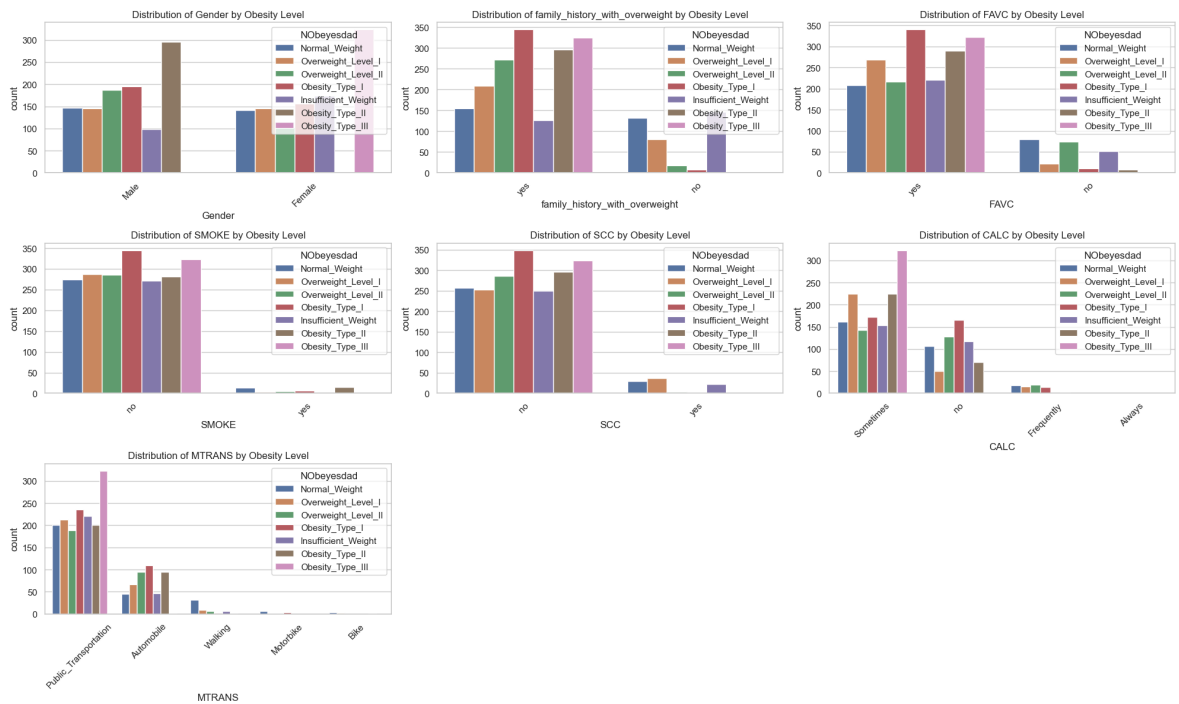 Distribution of Gender by Obesity Level
300
250
200
150
100
50
0
count
NObeyesdad
Normal_Weight
Overweight_Level_I
Overweight_Level_II
Obesity_Type_I
Insufficient_Weight
Obesity_Type_II
Obesity_Type_III
Male
Female
Gender
Distribution of family_history_with_overweight by Obesity Level
350
300
250
200
150
100
50
0
count
NObeyesdad
Normal_Weight
Overweight_Level_I
Overweight_Level_II
Obesity_Type_I
Insufficient_Weight
Obesity_Type_II
Obesity_Type_III
yes
no
family_history_with_overweight
Distribution of FAVC by Obesity Level
350
300
250
200
150
100
50
0
count
NObeyesdad
Normal_Weight
Overweight_Level_I
Overweight_Level_II
Obesity_Type_I
Insufficient_Weight
Obesity_Type_II
Obesity_Type_III
yes
no
FAVC
Distribution of SMOKE by Obesity Level
350
300
250
200
150
100
50
0
count
NObeyesdad
Normal_Weight
Overweight_Level_I
Overweight_Level_II
Obesity_Type_I
Insufficient_Weight
Obesity_Type_II
Obesity_Type_III
no
yes
SMOKE
Distribution of SCC by Obesity Level
350
300
250
200
150
100
50
0
count
NObeyesdad
Normal_Weight
Overweight_Level_I
Overweight_Level_II
Obesity_Type_I
Insufficient_Weight
Obesity_Type_II
Obesity_Type_III
no
yes
SCC
Distribution of CALC by Obesity Level
300
250
200
150
100
50
0
count
NObeyesdad
Normal_Weight
Overweight_Level_I
Overweight_Level_II
Obesity_Type_I
Insufficient_Weight
Obesity_Type_II
Obesity_Type_III
Sometimes
no
Frequently
Always
CALC
Distribution of MTRANS by Obesity Level
300
250
200
150
100
50
0
count
NObeyesdad
Normal_Weight
Overweight_Level_I
Overweight_Level_II
Obesity_Type_I
Insufficient_Weight
Obesity_Type_II
Obesity_Type_III
Public_Transportation
Automobile
Walking
Motorbike
Bike
MTRANS